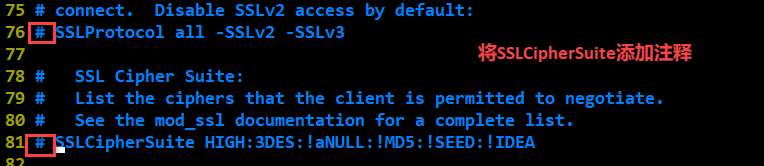 75 # connect.  Disable SSLv2 access by default:
76 # SSLProtocol all -SSLv2 -SSLv3
77
将SSLCipherSuite添加注释
78 #   SSL Cipher Suite:
79 #   List the ciphers that the client is permitted to negotiate.
80 #   See the mod_ssl documentation for a complete list.
81 # SSLCipherSuite HIGH:3DES:!aNULL:!MD5:!SEED:!IDEA
82